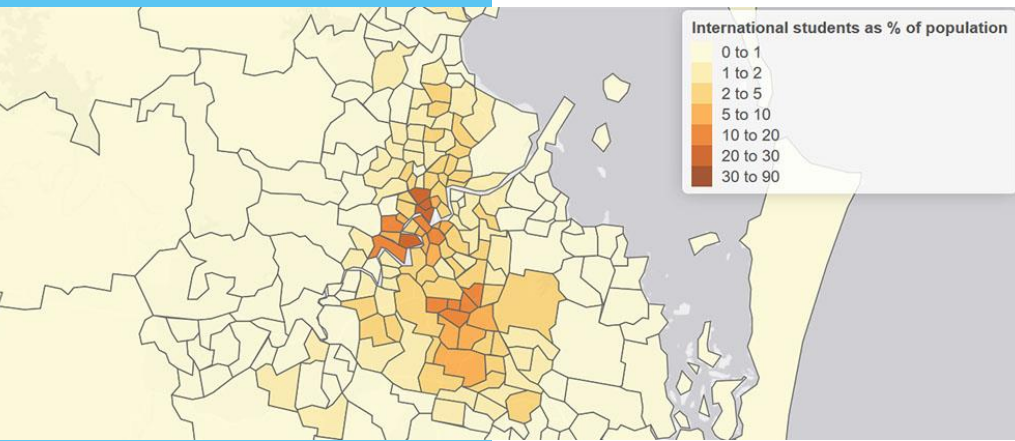 International students as % of population
0 to 1
1 to 2
2 to 5
5 to 10
10 to 20
20 to 30
30 to 90